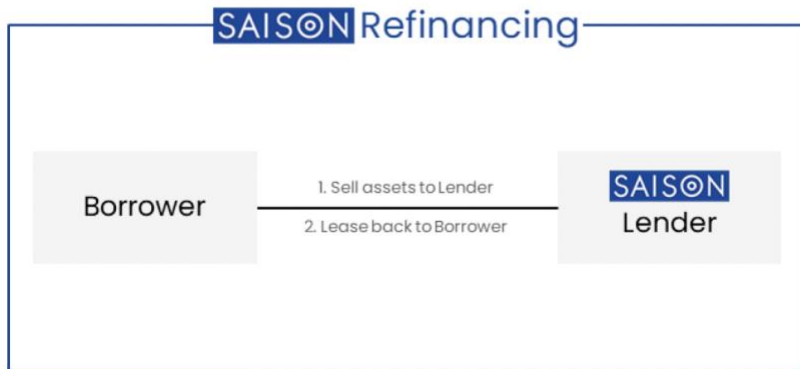 SAISON Refinancing
Borrower
1. Sell assets to Lender
2. Lease back to Borrower
SAISON
Lender